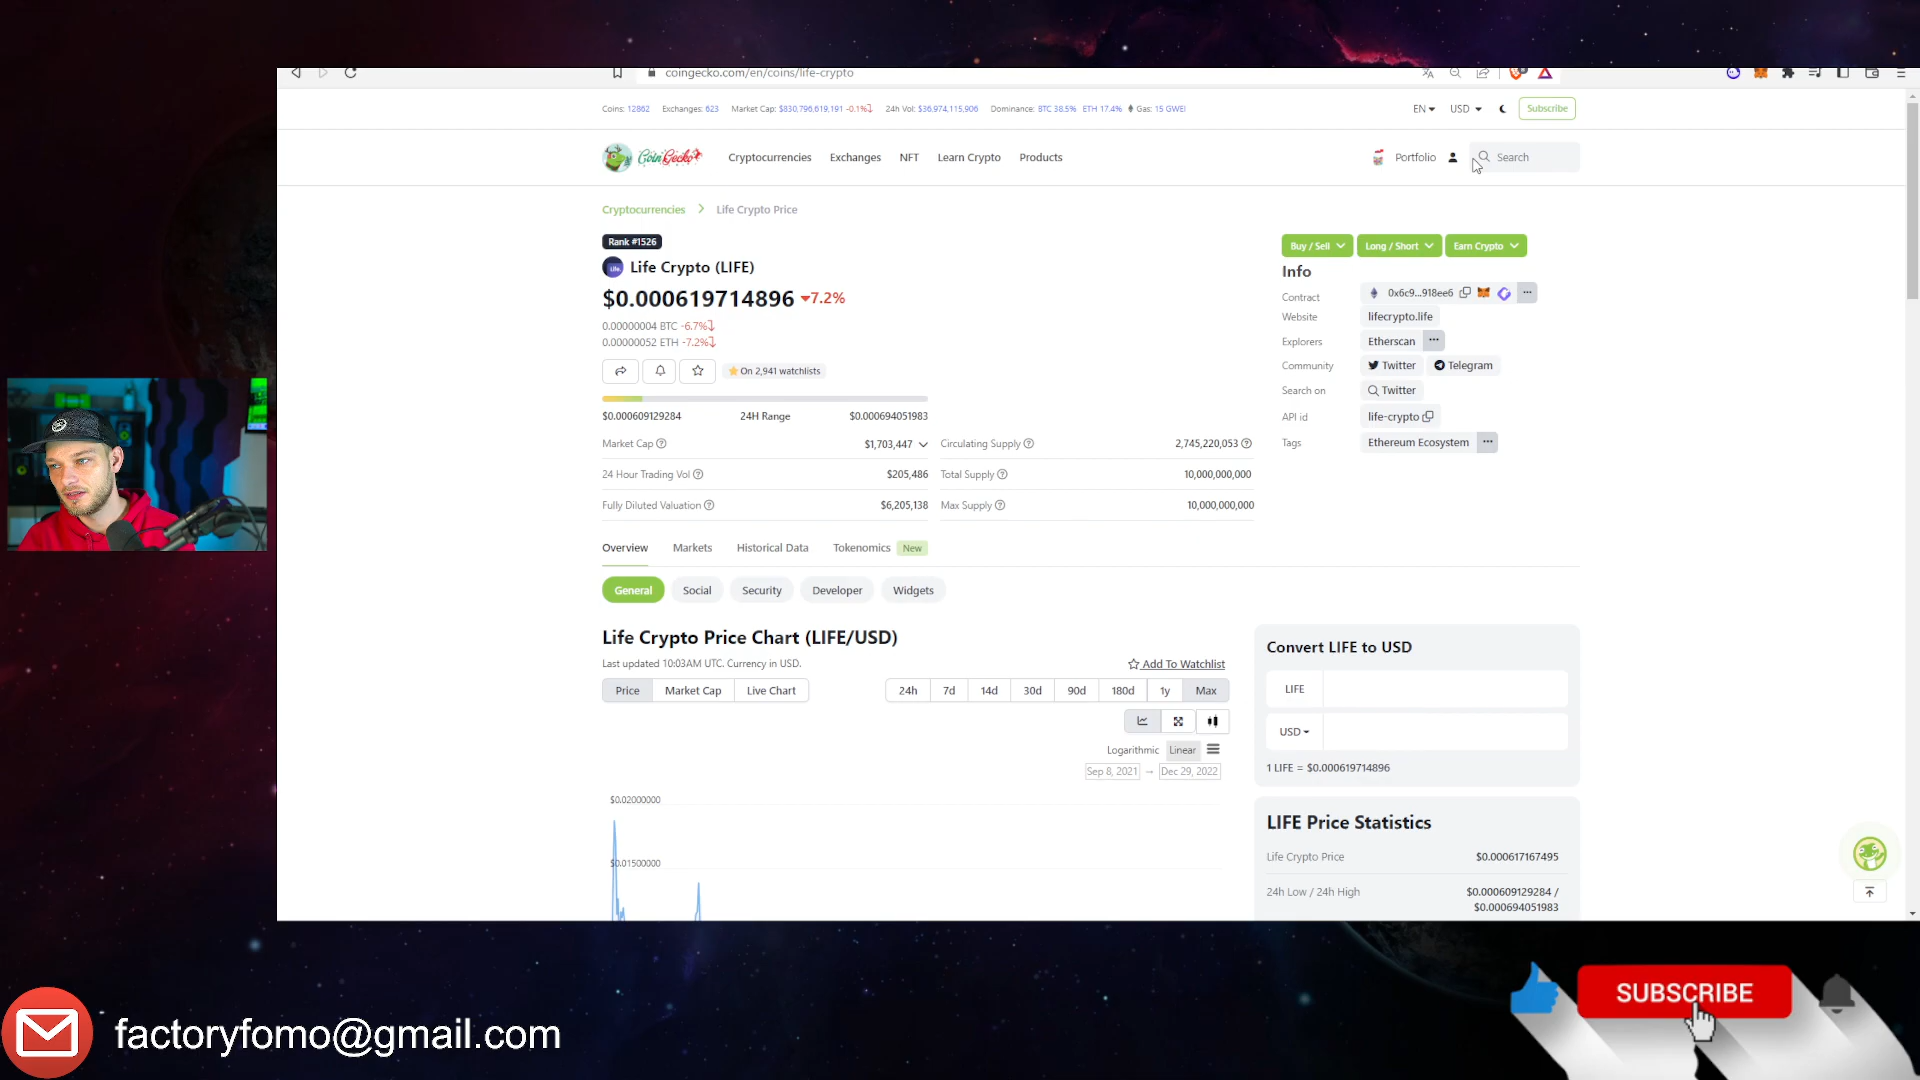 coingecko.com/en/coins/life-crypto
Coins: 12862 Exchanges: 623 Market Cap: $830,796,619,191 -0.1% 24h Vol: $36,974,115,906 Dominance: BTC 38.5% ETH 17.4% Gas: 15 GWEI
EN USD Subscribe
CoinGecko Cryptocurrencies Exchanges NFT Learn Crypto Products Portfolio Search
Cryptocurrencies > Life Crypto Price
Rank #1526
Life Crypto (LIFE)
$0.000619714896 7.2%
0.00000004 BTC -6.7%
0.00000052 ETH -7.2%
On 2,941 watchlists
$0.000609129284 24H Range $0.000694051983
Market Cap $1,703,447
24 Hour Trading Vol $205,486
Fully Diluted Valuation $6,205,138
Circulating Supply 2,745,220,053
Total Supply 10,000,000,000
Max Supply 10,000,000,000
Buy / Sell Long / Short Earn Crypto
Info
Contract 0x6c9...918ee6 ...
Website lifecrypto.life
Explorers Etherscan ...
Community Twitter Telegram
Search on Twitter
API id life-crypto
Tags Ethereum Ecosystem ...
Overview Markets Historical Data Tokenomics New
General Social Security Developer Widgets
Life Crypto Price Chart (LIFE/USD)
Last updated 10:03AM UTC. Currency in USD.
Add To Watchlist
Price Market Cap Live Chart
24h 7d 14d 30d 90d 180d 1y Max
Logarithmic Linear
Sep 8, 2021 → Dec 29, 2022
$0.02000000
$0.01500000
Convert LIFE to USD
LIFE
USD
1 LIFE = $0.000619714896
LIFE Price Statistics
Life Crypto Price $0.000617167495
24h Low / 24h High $0.000609129284 /
$0.000694051983
factoryfomo@gmail.com
SUBSCRIBE